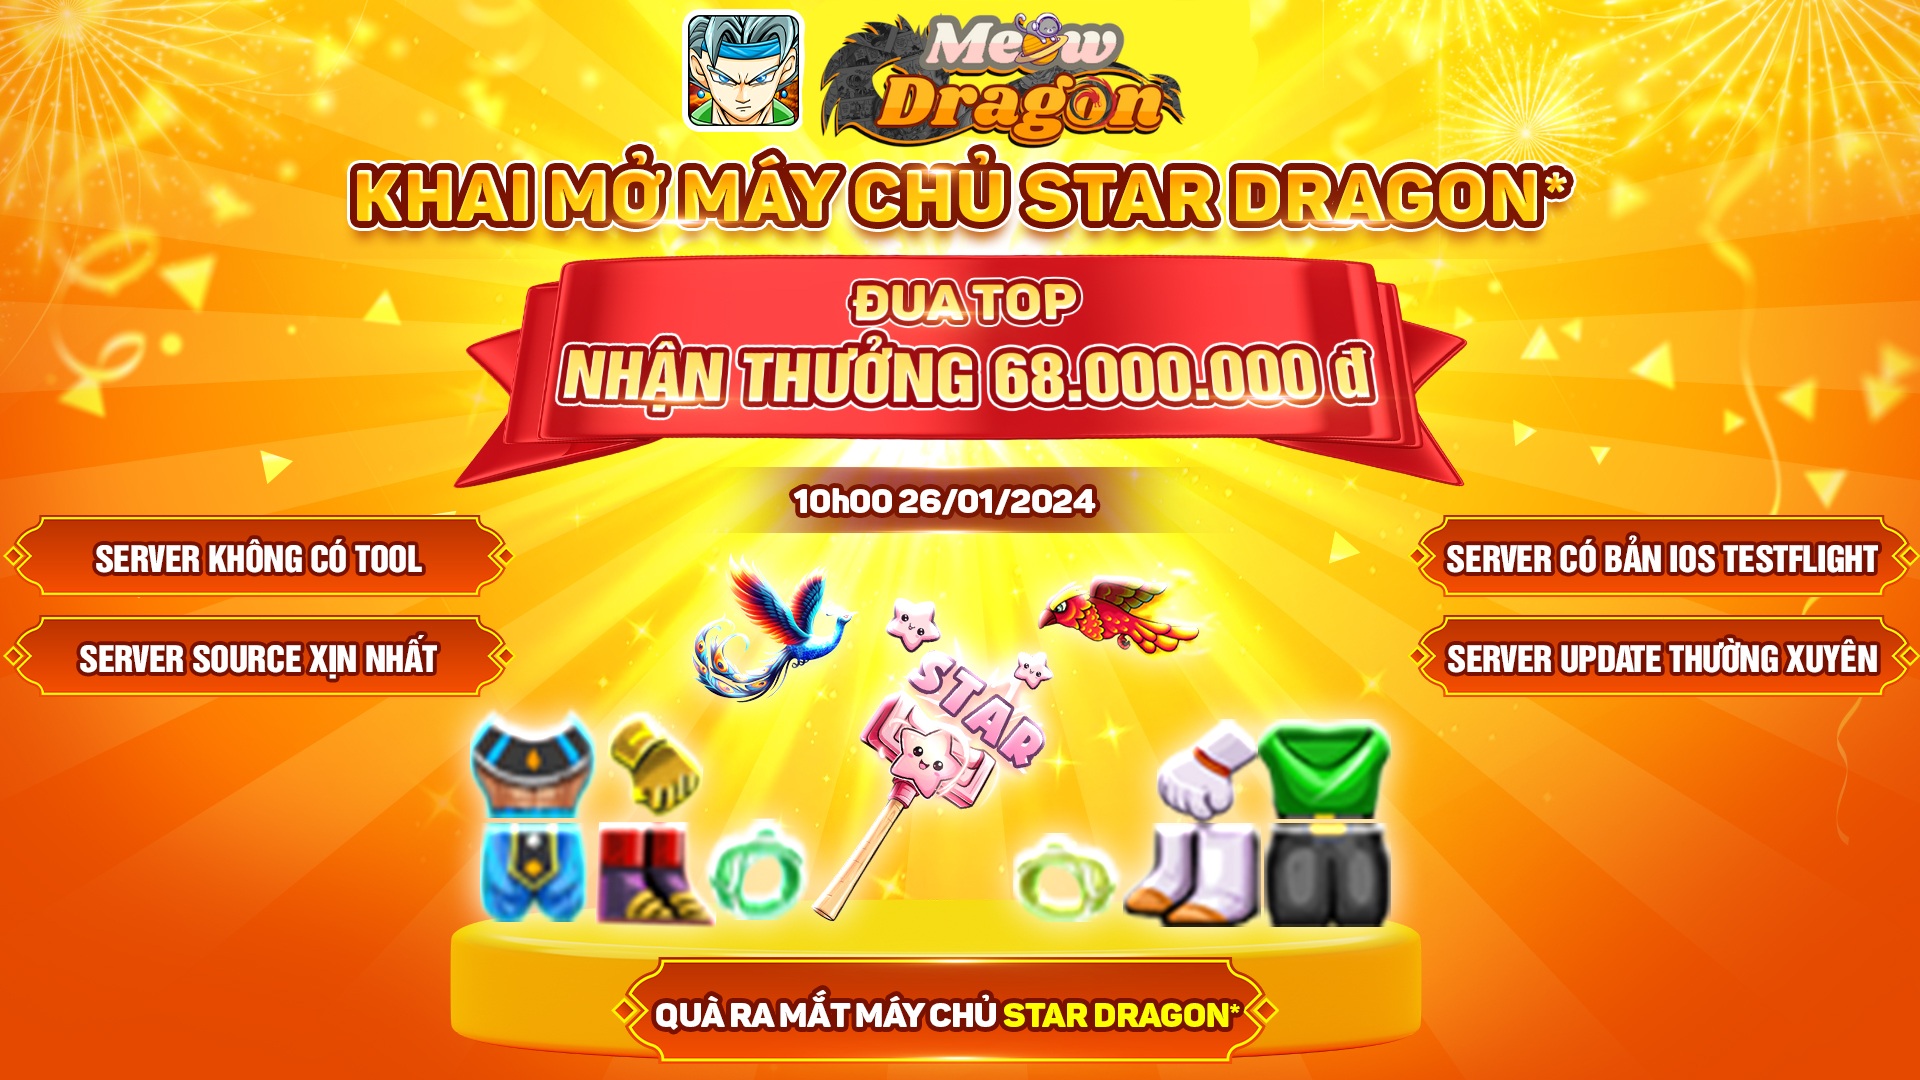 Meow
Dragon
KHAI MỞ MÁY CHỦ STAR DRAGON*
ĐUA TOP
NHẬN THƯỞNG 68.000.000 đ
10h00 26/01/2024
SERVER KHÔNG CÓ TOOL
SERVER CÓ BẢN IOS TESTFLIGHT
SERVER SOURCE XỊN NHẤT
SERVER UPDATE THƯỜNG XUYÊN
STAR
QUÀ RA MẮT MÁY CHỦ STAR DRAGON*